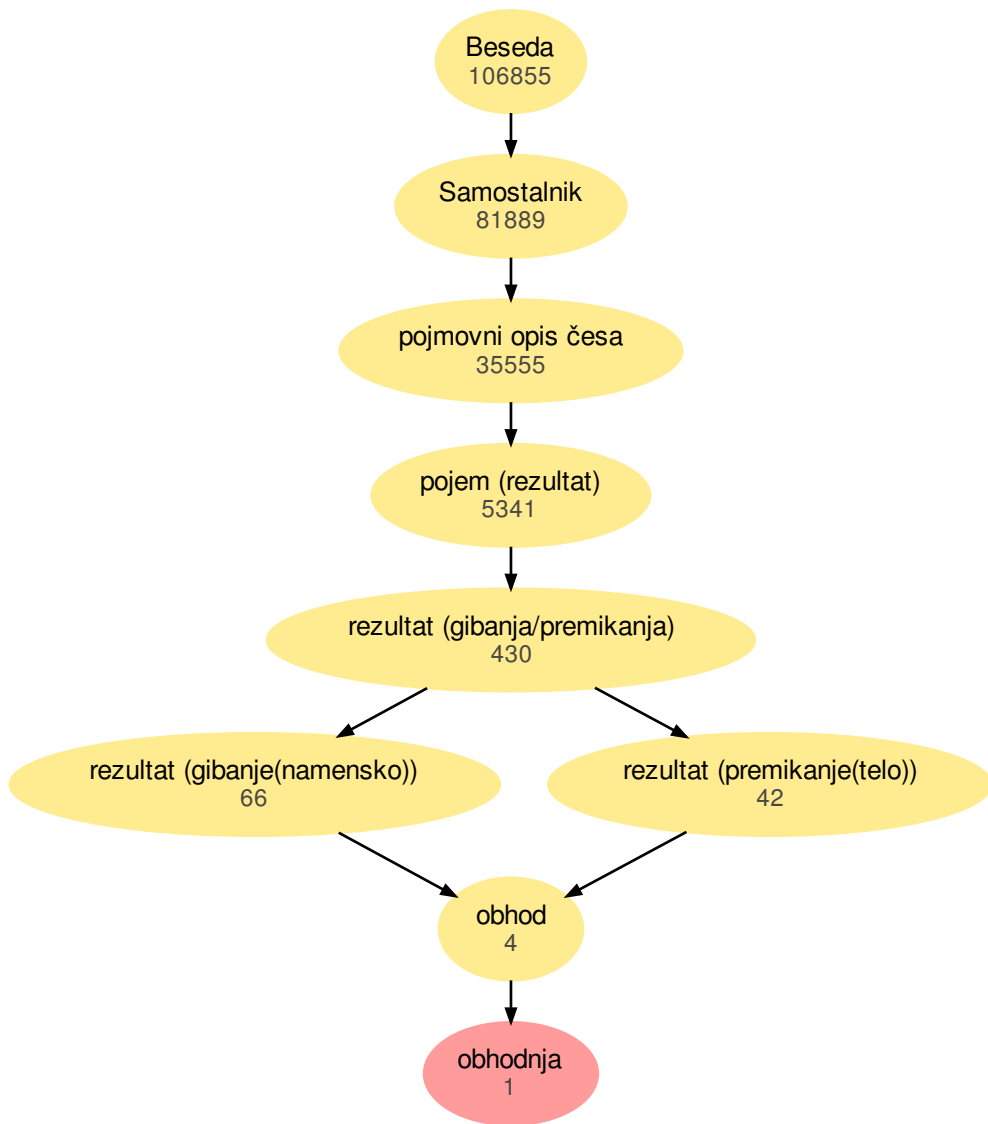 Beseda
106855
Samostalnik
81889
pojmovni opis česa
35555
pojem (rezultat)
5341
rezultat (gibanja/premikanja)
430
rezultat (gibanje(namensko))
66
rezultat (premikanje(telo))
42
obhod
4
obhodnja
1